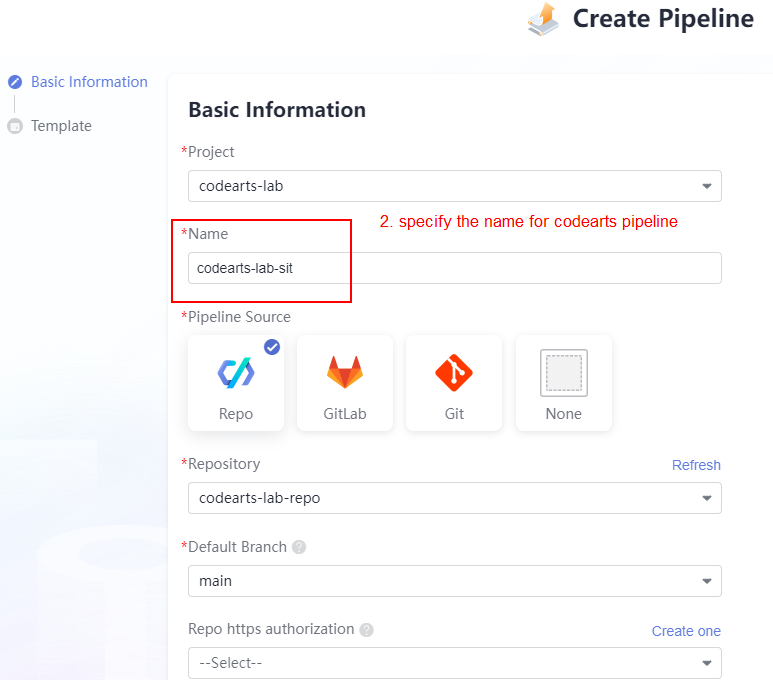 Create Pipeline
Basic Information
Template
Basic Information
*Project
codearts-lab
2. specify the name for codearts pipeline
*Name
codearts-lab-sit
*Pipeline Source
Repo GitLab Git None
*Repository Refresh
codearts-lab-repo
*Default Branch ?
main
Repo https authorization ? Create one
--Select--